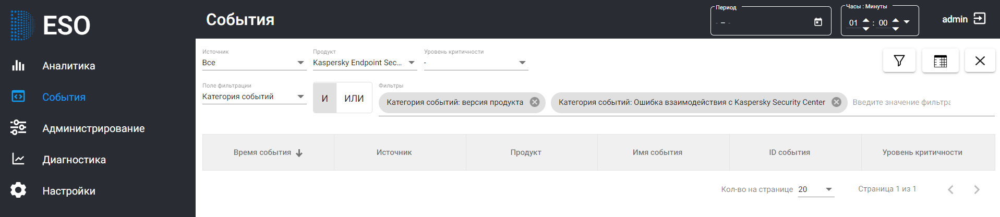 ESO
Аналитика
События
Администрирование
Диагностика
Настройки
События
Период
- – -
Часы : Минуты
01 : 00
admin
Источник
Все
Продукт
Kaspersky Endpoint Sec...
Уровень критичности
-
Поле фильтрации
Категория событий
И ИЛИ
Фильтры
Категория событий: версия продукта
Категория событий: Ошибка взаимодействия с Kaspersky Security Center
Введите значение фильтра
Время события Источник Продукт Имя события ID события Уровень критичности
Кол-во на странице 20 Страница 1 из 1